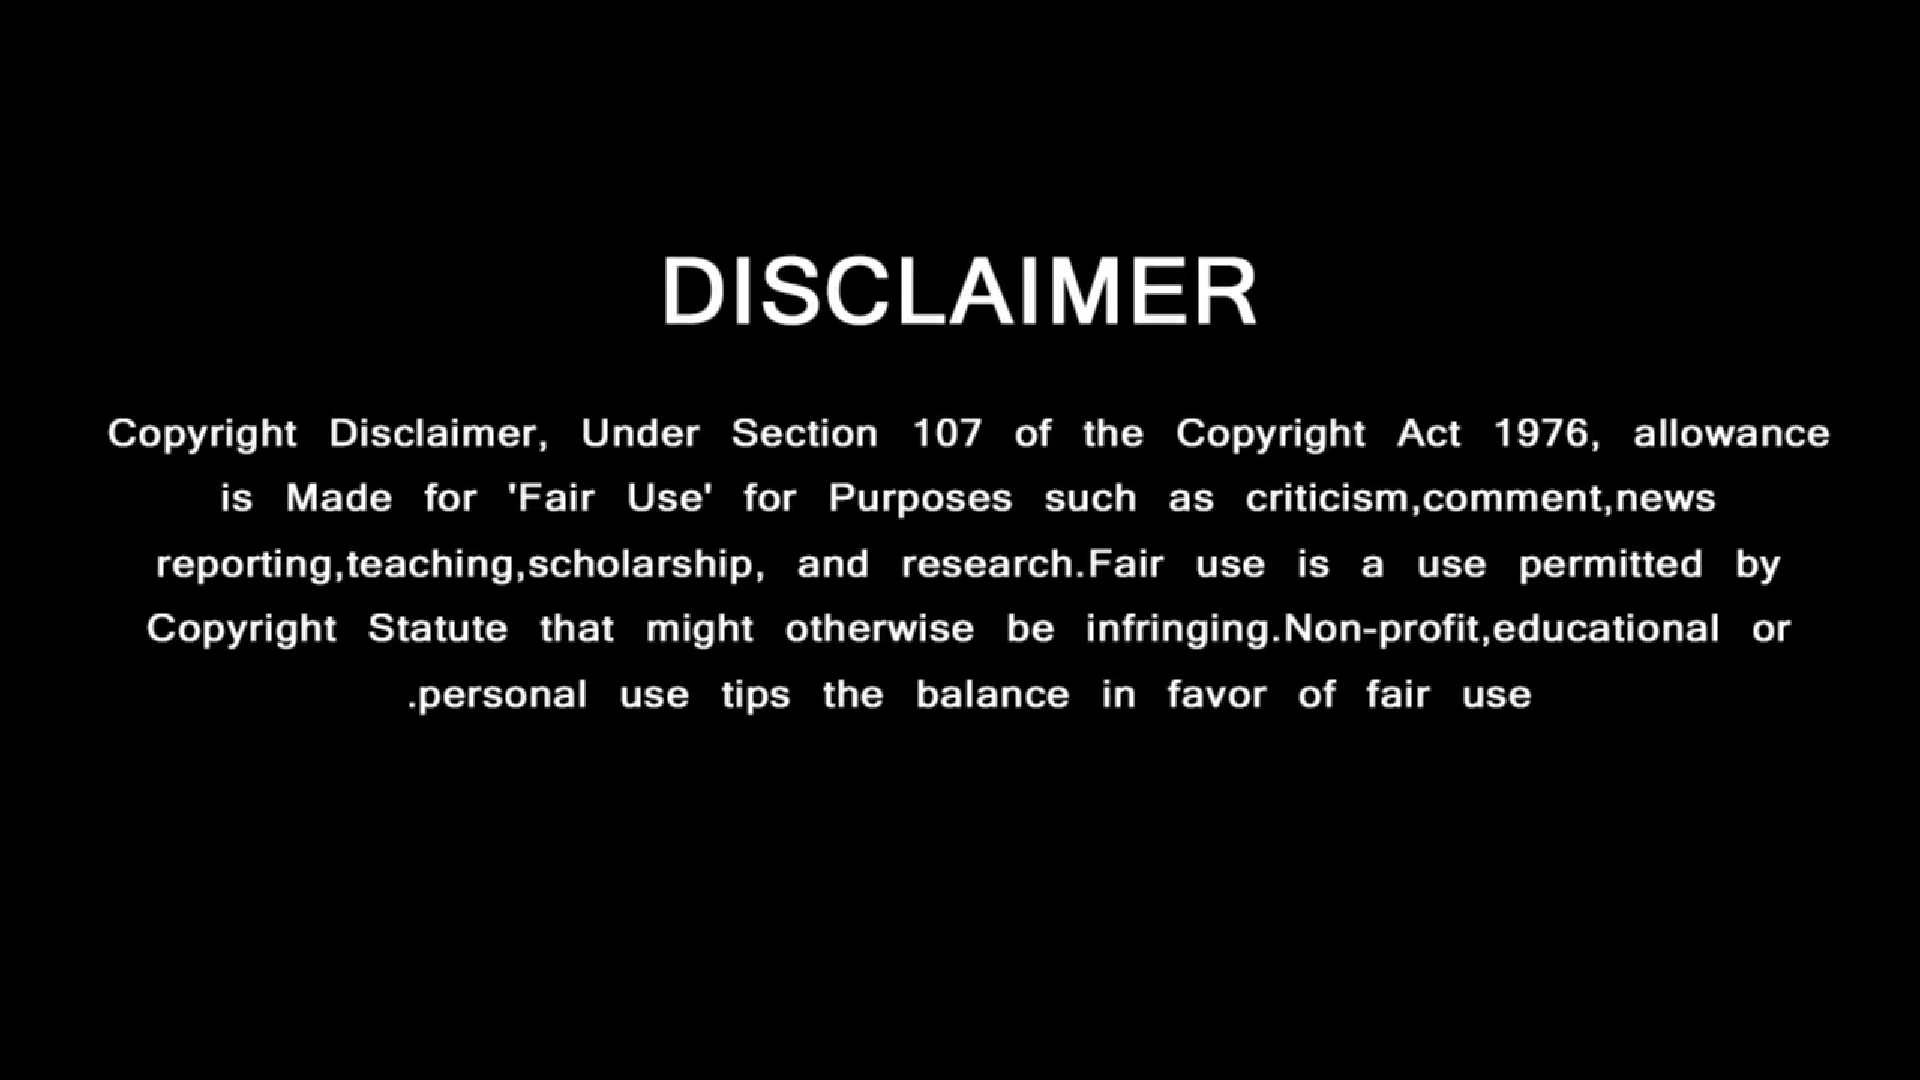 DISCLAIMER
Copyright Disclaimer, Under Section 107 of the Copyright Act 1976, allowance
is Made for 'Fair Use' for Purposes such as criticism,comment,news
reporting,teaching,scholarship, and research.Fair use is a use permitted by
Copyright Statute that might otherwise be infringing.Non-profit,educational or
.personal use tips the balance in favor of fair use